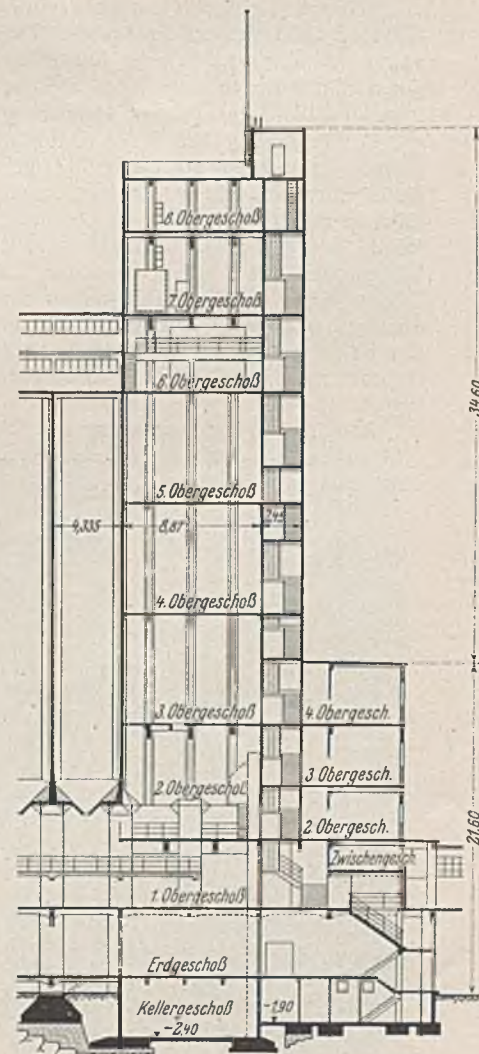 8. Obergeschoß
7. Obergeschoß
6. Obergeschoß
34,60
5. Obergeschoß
4,335
8,87
2,45
4. Obergeschoß
3. Obergeschoß
4. Obergesch.
2. Obergeschoß
3. Obergesch.
2. Obergesch.
21,60
Zwischengesch.
1. Obergeschoß
Erdgeschoß
Kellergeschoß
-1,90
-2,40